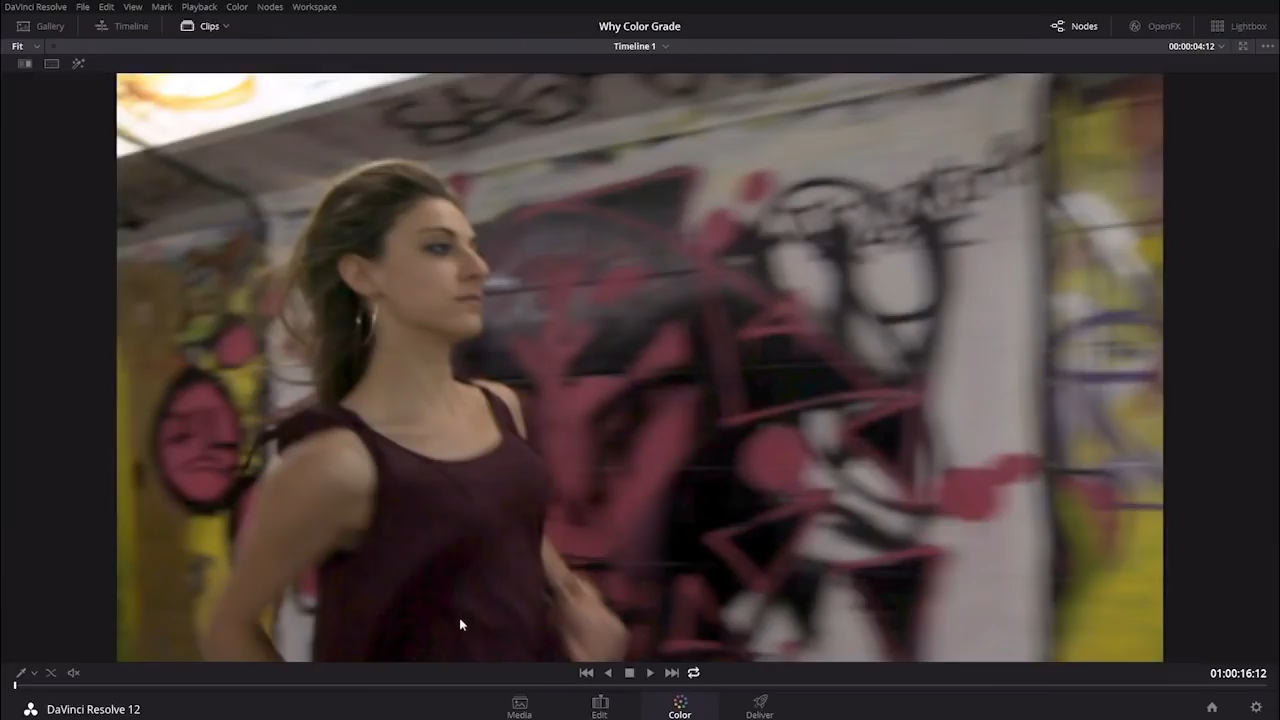 DaVinci Resolve File Edit View Mark Playback Color Nodes Workspace
Gallery Timeline Clips Why Color Grade Nodes OpenFX Lightbox
Fit Timeline 1 00:00:04:12
01:00:16:12
DaVinci Resolve 12 Media Edit Color Deliver